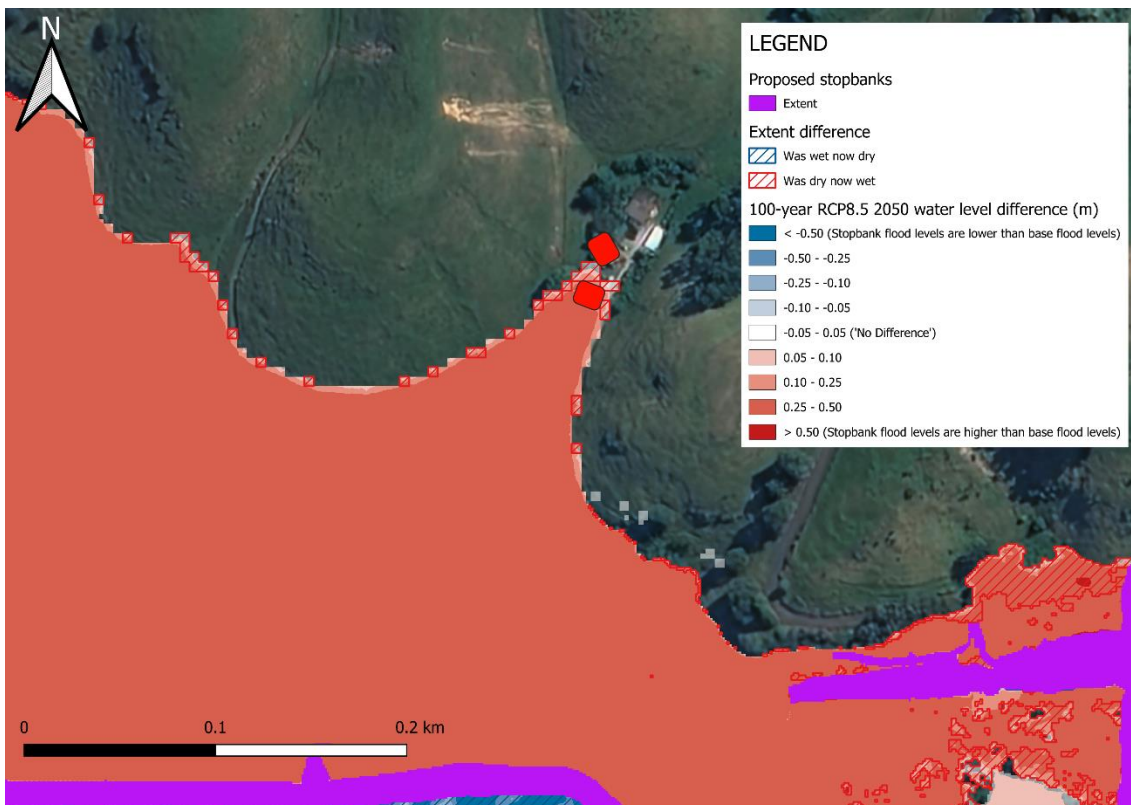 N
LEGEND
Proposed stopbanks
Extent
Extent difference
Was wet now dry
Was dry now wet
100-year RCP8.5 2050 water level difference (m)
< -0.50 (Stopbank flood levels are lower than base flood levels)
-0.50 - -0.25
-0.25 - -0.10
-0.10 - -0.05
-0.05 - 0.05 ('No Difference')
0.05 - 0.10
0.10 - 0.25
0.25 - 0.50
> 0.50 (Stopbank flood levels are higher than base flood levels)
0 0.1 0.2 km